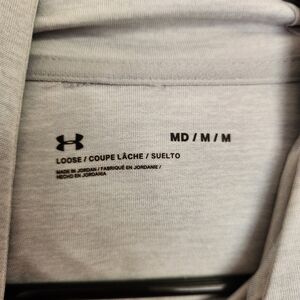 MD / M / M
LOOSE / COUPE LÂCHE / SUELTO
MADE IN JORDAN / FABRIQUÉ EN JORDANIE /
HECHO EN JORDANIA